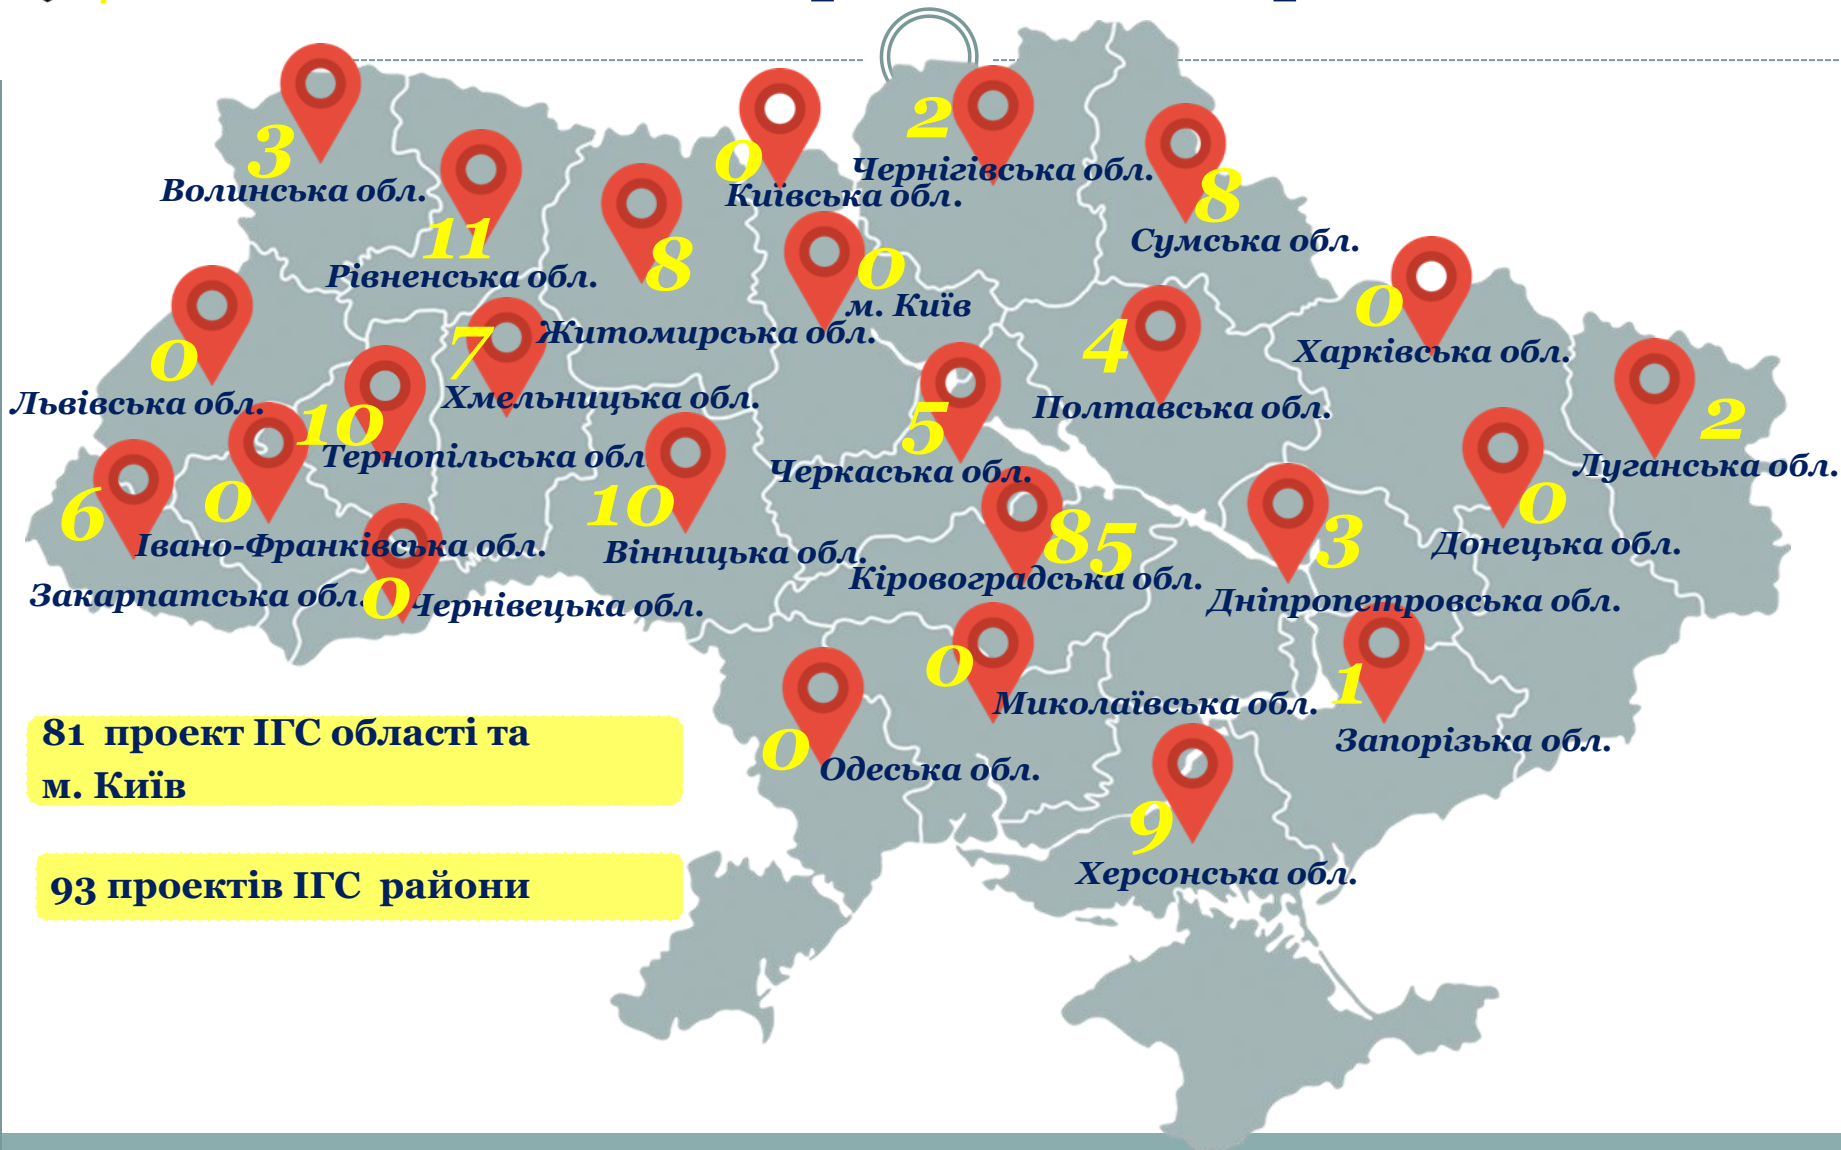 2
3
0
Чернігівська обл.
8
Волинська обл.
Київська обл.
11
Сумська обл.
Рівненська обл.
8
0
м. Київ
0
7
Житомирська обл.
4
Харківська обл.
0
Львівська обл.
Хмельницька обл.
5
Полтавська обл.
2
10
Тернопільська обл.
Черкаська обл.
Луганська обл.
6
0
10
85
3
0
Івано-Франківська обл.
Вінницька обл.
Донецька обл.
Кіровоградська обл.
Закарпатська обл.
0
Чернівецька обл.
Дніпропетровська обл.
0
1
Миколаївська обл.
81 проект ІГС області та
м. Київ
0
Одеська обл.
Запорізька обл.
9
Херсонська обл.
93 проектів ІГС райони